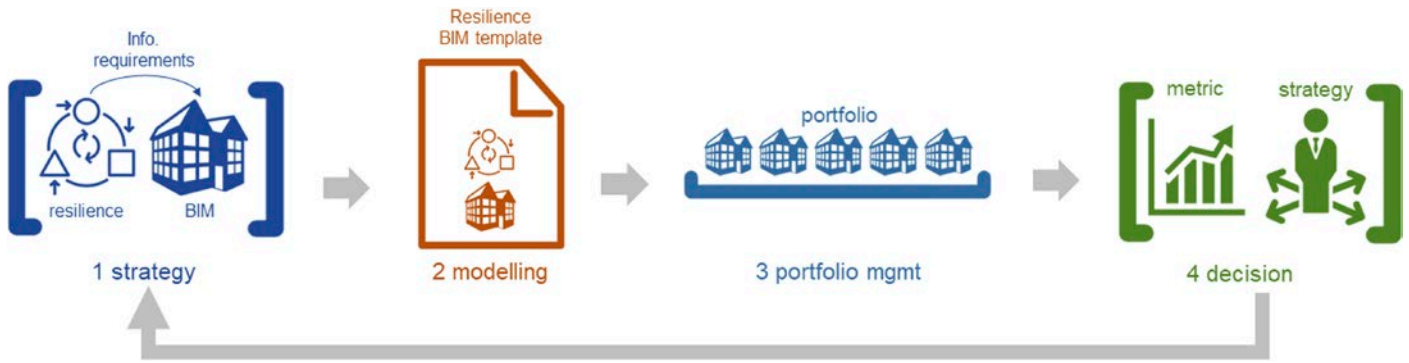 Info.
requirements
resilience
BIM
1 strategy
Resilience
BIM template
2 modelling
portfolio
3 portfolio mgmt
metric
strategy
4 decision